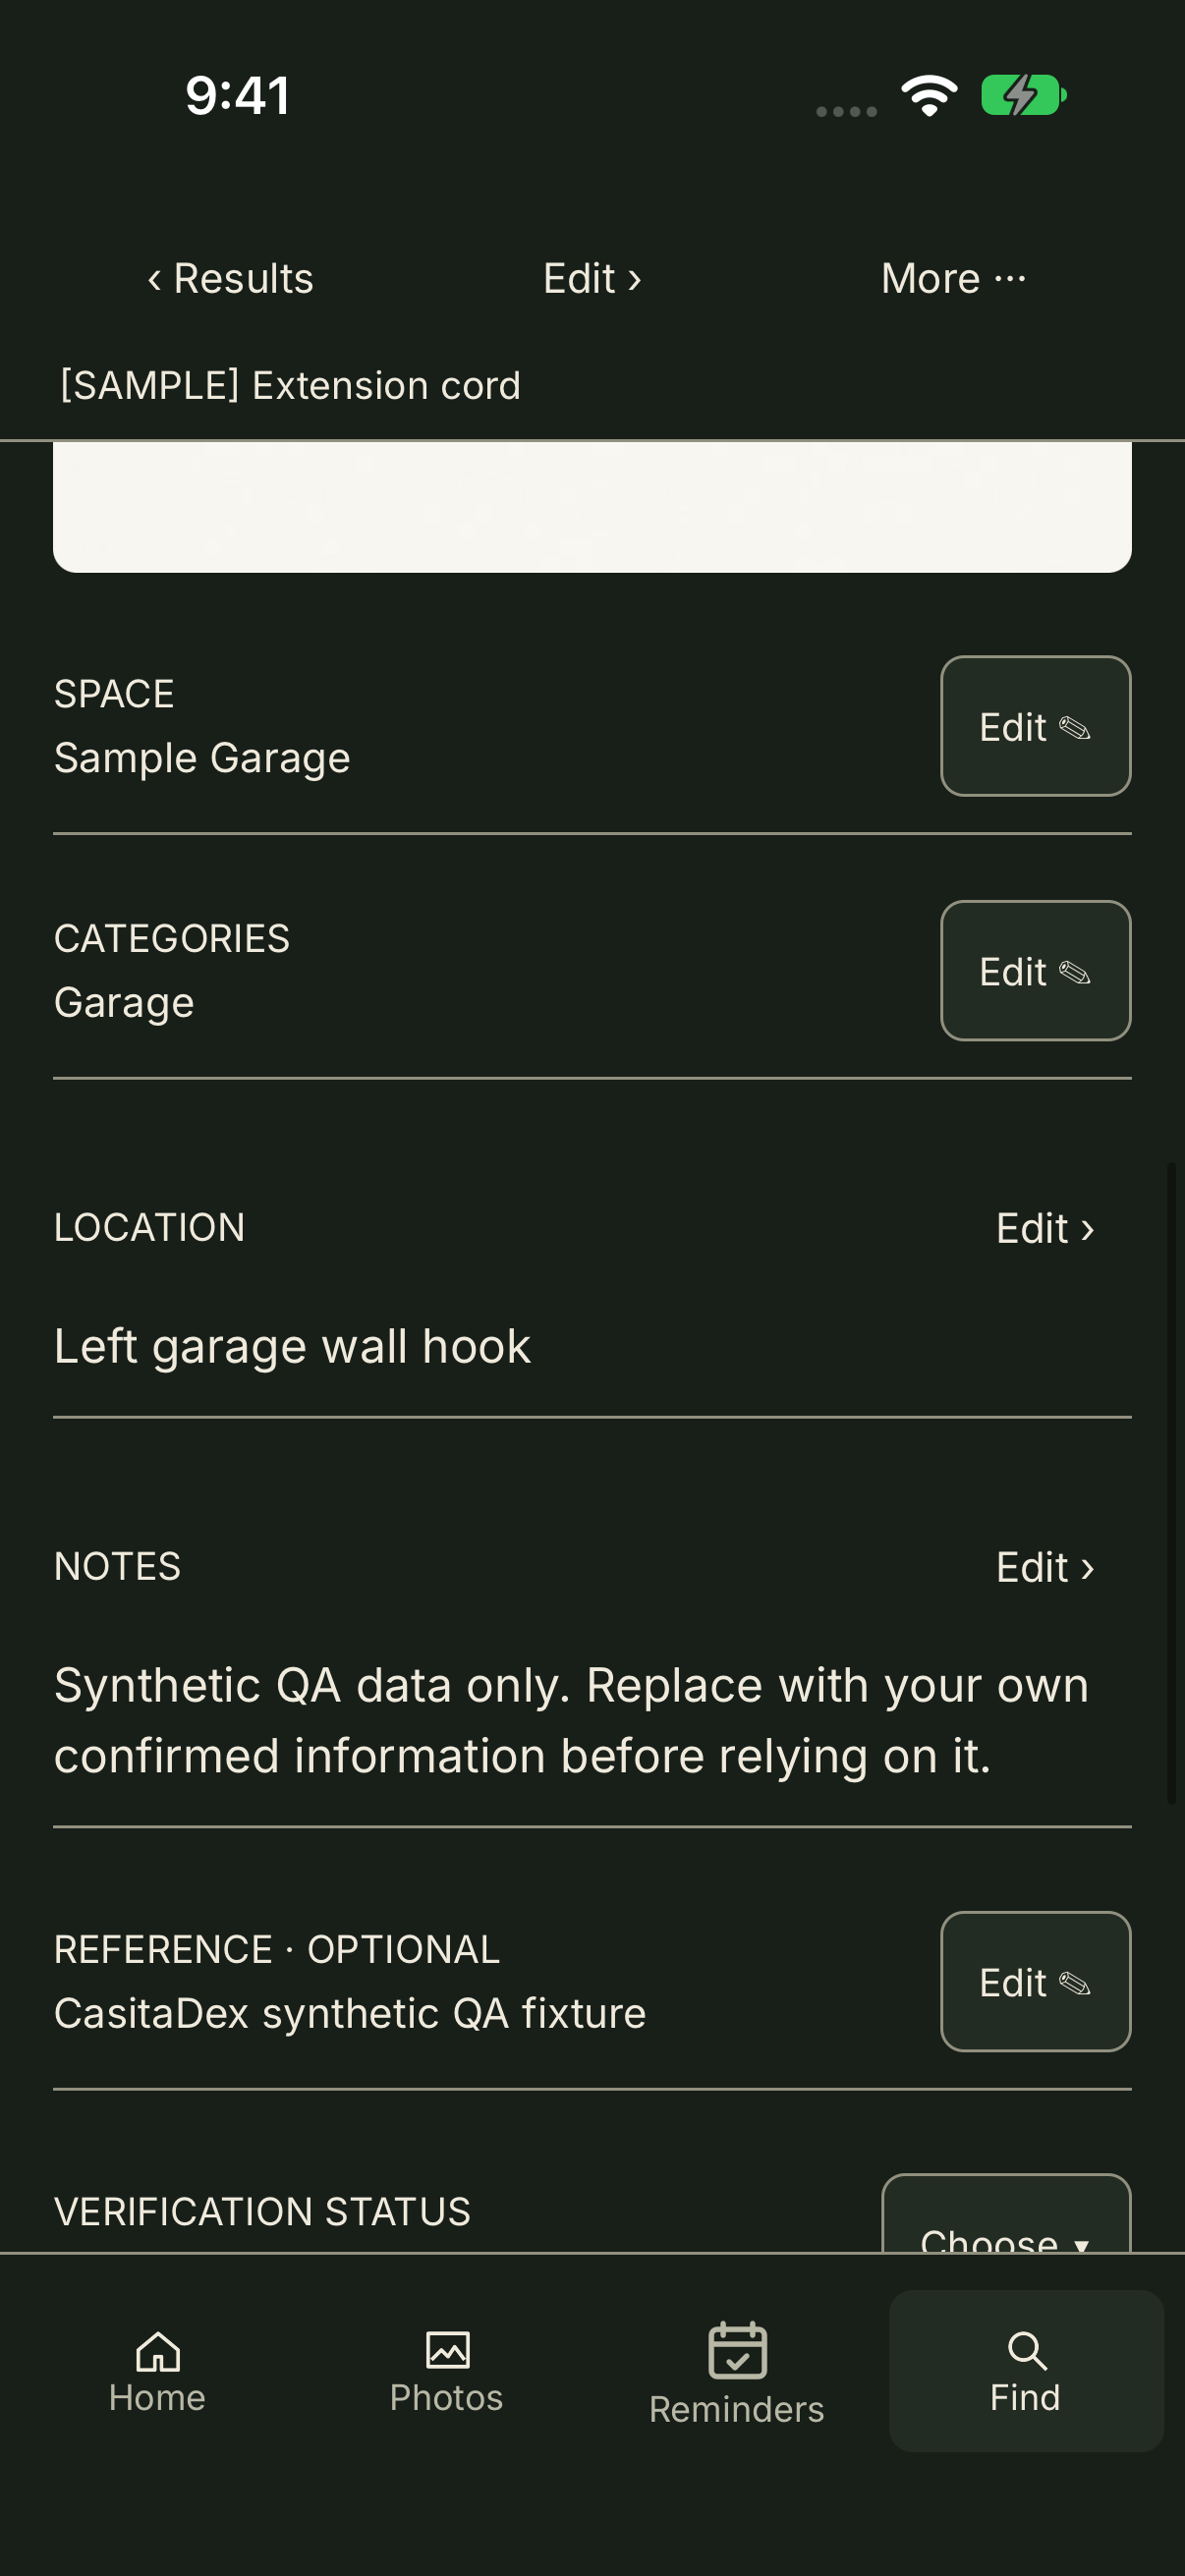 9:41
‹ Results
Edit ›
More ···
[SAMPLE] Extension cord
SPACE
Sample Garage
Edit ✎
CATEGORIES
Garage
Edit ✎
LOCATION
Edit ›
Left garage wall hook
NOTES
Edit ›
Synthetic QA data only. Replace with your own
confirmed information before relying on it.
REFERENCE · OPTIONAL
CasitaDex synthetic QA fixture
Edit ✎
VERIFICATION STATUS
Choose ▾
Home
Photos
Reminders
Find